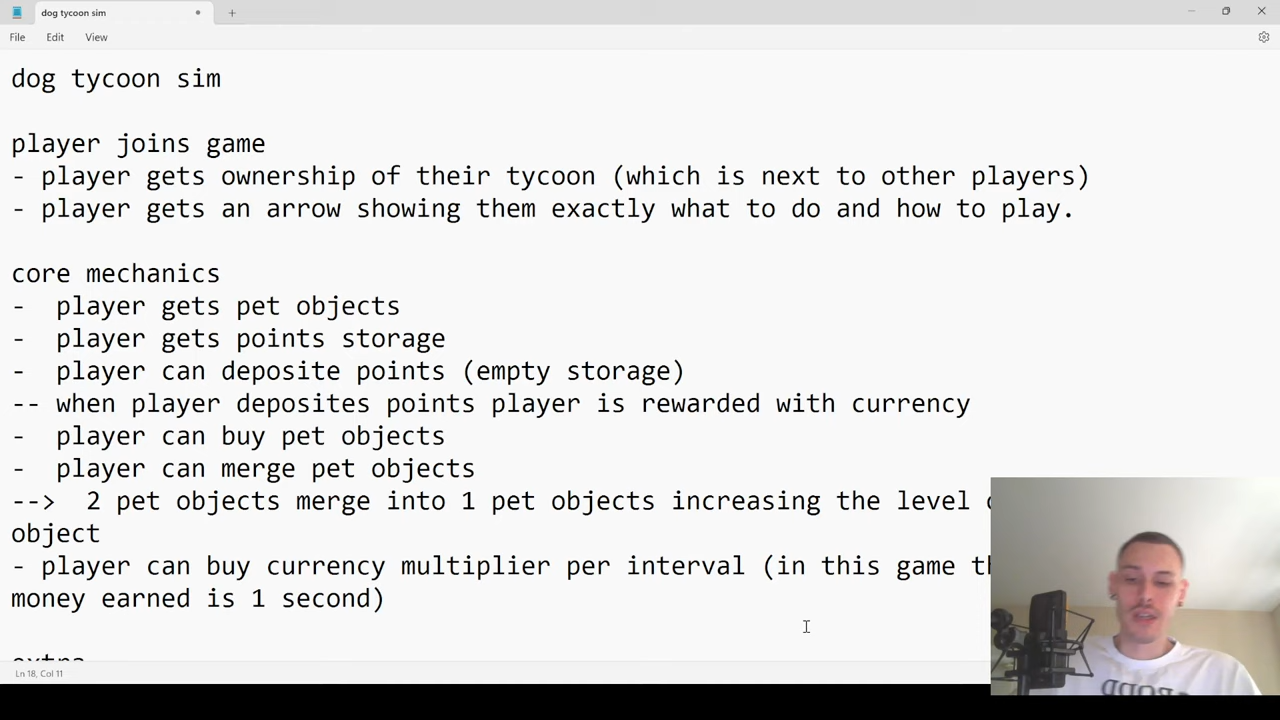 dog tycoon sim
File Edit View
dog tycoon sim
player joins game
- player gets ownership of their tycoon (which is next to other players)
- player gets an arrow showing them exactly what to do and how to play.
core mechanics
- player gets pet objects
- player gets points storage
- player can deposite points (empty storage)
-- when player deposites points player is rewarded with currency
- player can buy pet objects
- player can merge pet objects
--> 2 pet objects merge into 1 pet objects increasing the level
object
- player can buy currency multiplier per interval (in this game
money earned is 1 second)
extra
Ln 18, Col 11